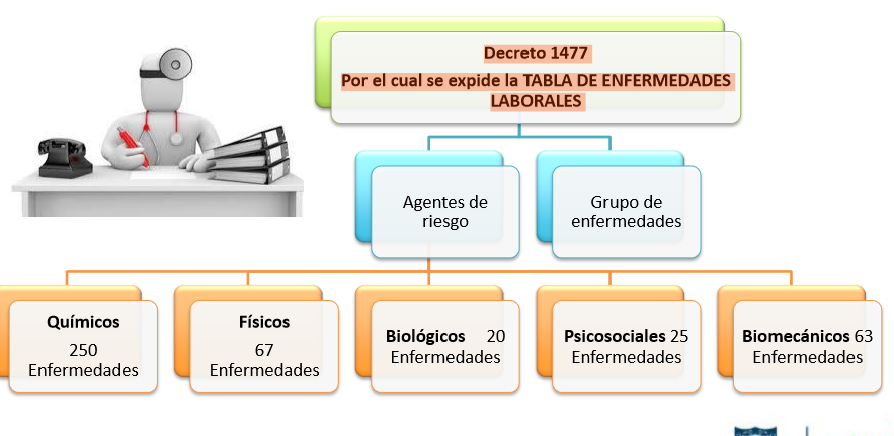 Decreto 1477
Por el cual se expide la TABLA DE ENFERMEDADES
LABORALES
Agentes de
riesgo
Grupo de
enfermedades
Químicos
250
Enfermedades
Físicos
67
Enfermedades
Biológicos 20
Enfermedades
Psicosociales 25
Enfermedades
Biomecánicos 63
Enfermedades